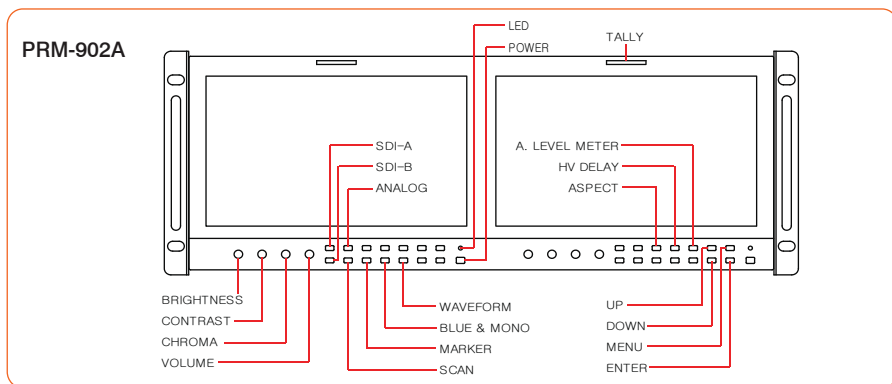 LED
POWER
TALLY
PRM-902A
SDI-A
SDI-B
ANALOG
A. LEVEL METER
HV DELAY
ASPECT
BRIGHTNESS
CONTRAST
CHROMA
VOLUME
WAVEFORM
BLUE & MONO
MARKER
SCAN
UP
DOWN
MENU
ENTER